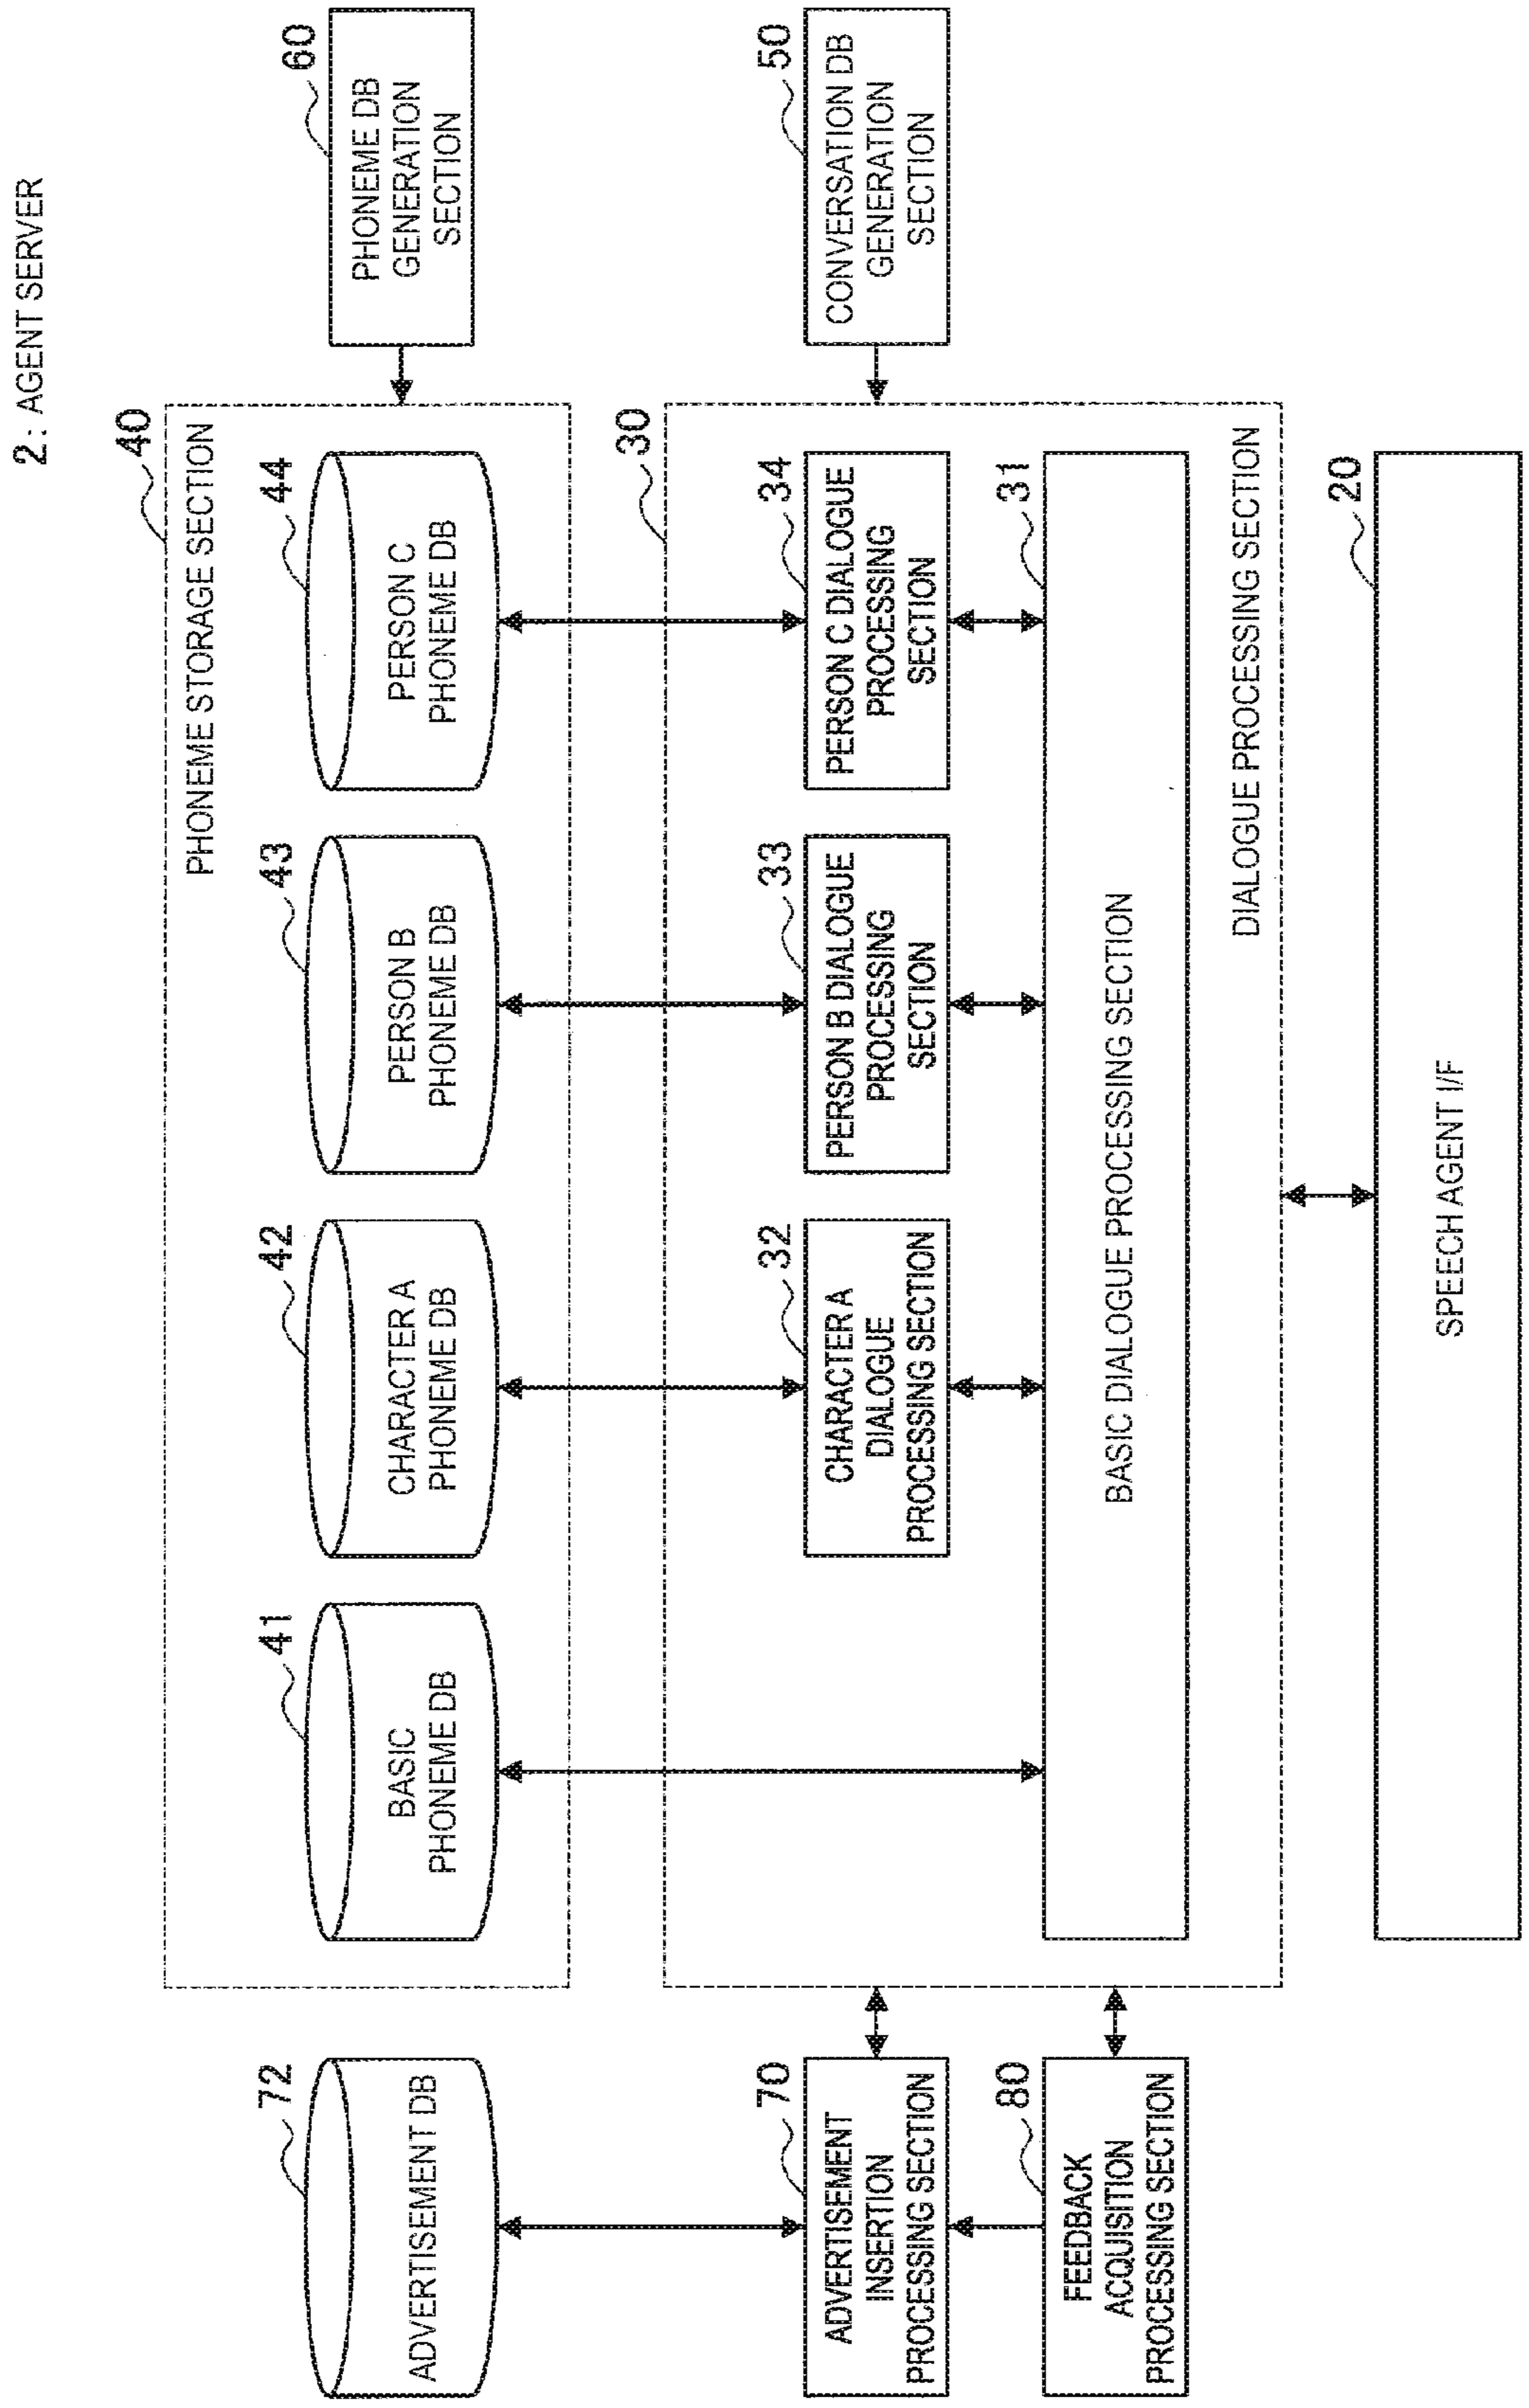 2: AGENT SERVER
72
ADVERTISEMENT DB
40
PHONEME STORAGE SECTION
41
BASIC
PHONEME DB
42
CHARACTER A
PHONEME DB
43
PERSON B
PHONEME DB
44
PERSON C
PHONEME DB
60
PHONEME DB
GENERATION
SECTION
30
70
ADVERTISEMENT
INSERTION
PROCESSING SECTION
32
CHARACTER A
DIALOGUE
PROCESSING SECTION
33
PERSON B DIALOGUE
PROCESSING
SECTION
34
PERSON C DIALOGUE
PROCESSING
SECTION
50
CONVERSATION DB
GENERATION
SECTION
80
FEEDBACK
ACQUISITION
PROCESSING SECTION
31
BASIC DIALOGUE PROCESSING SECTION
DIALOGUE PROCESSING SECTION
20
SPEECH AGENT I/F